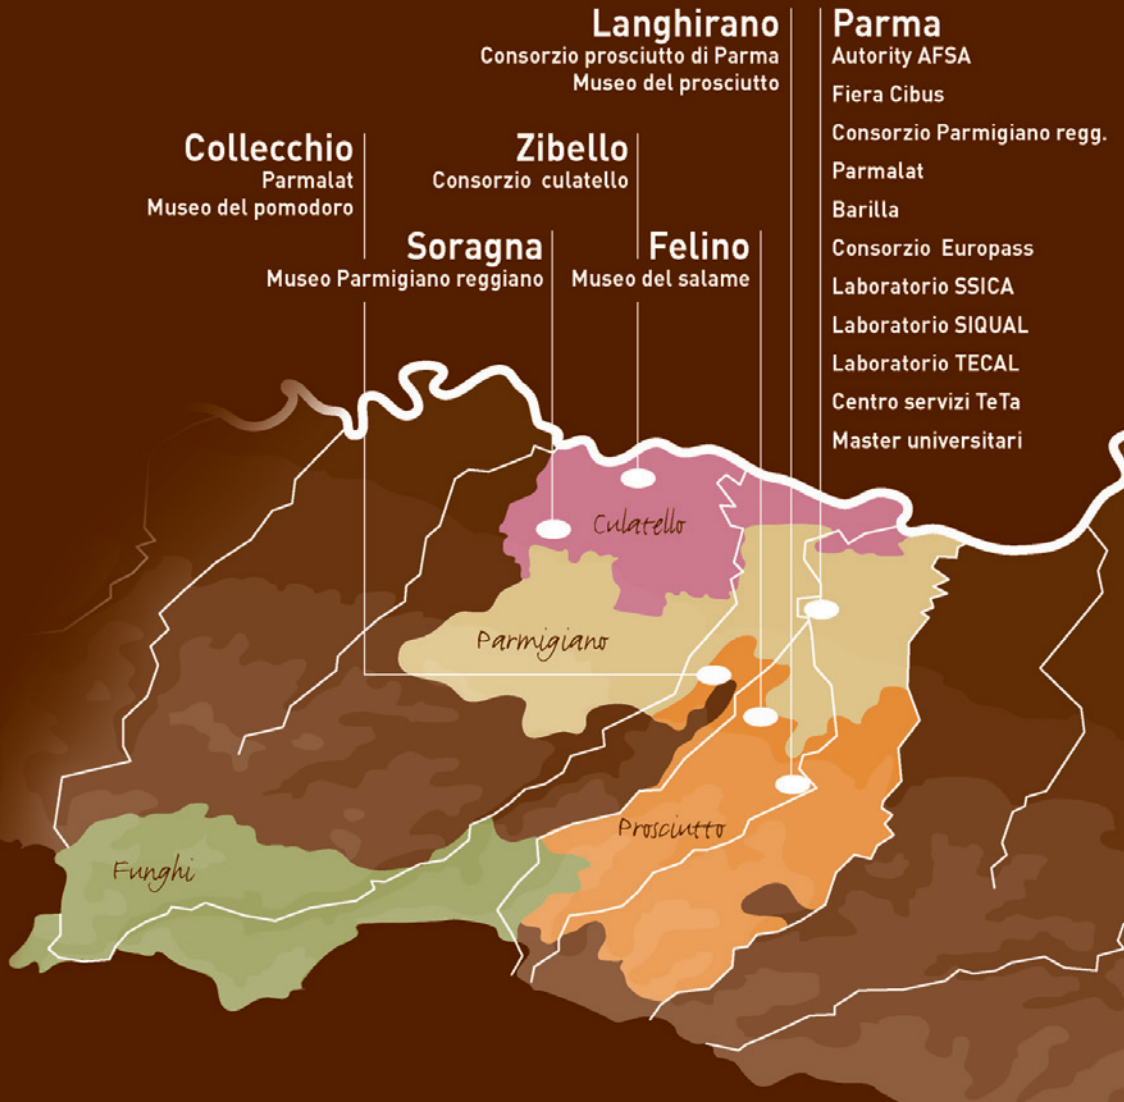 Langhirano
Consorzio prosciutto di Parma
Museo del prosciutto
Parma
Autority AFSA
Fiera Cibus
Consorzio Parmigiano regg.
Parmalat
Barilla
Consorzio Europass
Laboratorio SSICA
Laboratorio SIQUAL
Laboratorio TECAL
Centro servizi TeTa
Master universitari
Collecchio
Parmalat
Museo del pomodoro
Zibello
Consorzio culatello
Soragna
Museo Parmigiano reggiano
Felino
Museo del salame
Culatello
Parmigiano
Prosciutto
Funghi